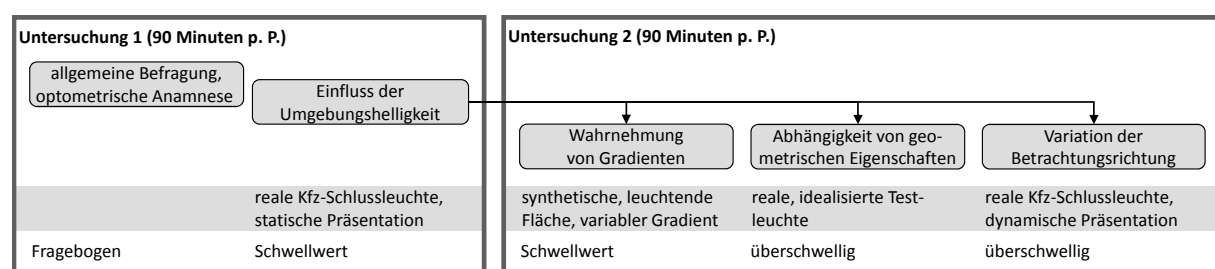 Untersuchung 1 (90 Minuten p. P.)
allgemeine Befragung,
optometrische Anamnese
Einfluss der
Umgebungshelligkeit
reale Kfz-Schlussleuchte,
statische Präsentation
Fragebogen
Schwellwert
Untersuchung 2 (90 Minuten p. P.)
Wahrnehmung
von Gradienten
Abhängigkeit von geo-
metrischen Eigenschaften
Variation der
Betrachtungsrichtung
synthetische, leuchtende
Fläche, variabler Gradient
reale, idealisierte Test-
leuchte
reale Kfz-Schlussleuchte,
dynamische Präsentation
Schwellwert
überschwellig
überschwellig